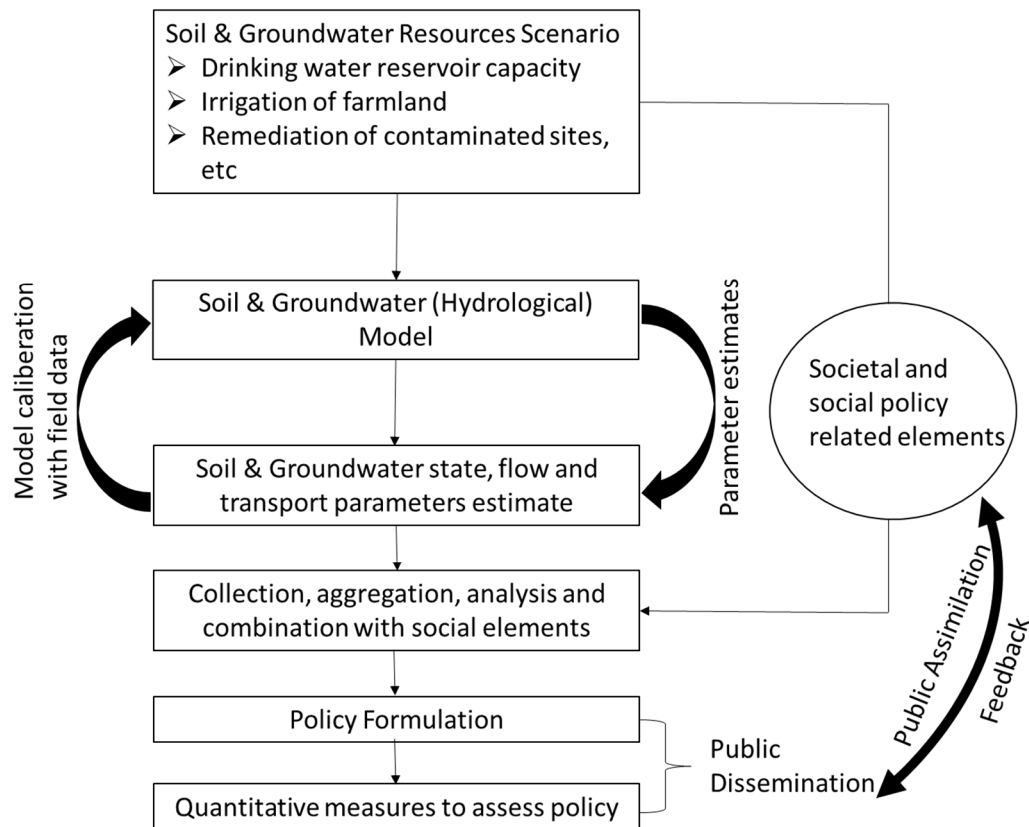 Soil & Groundwater Resources Scenario
➢ Drinking water reservoir capacity
➢ Irrigation of farmland
➢ Remediation of contaminated sites,
etc
Soil & Groundwater (Hydrological)
Model
Model caliberation
with field data
Parameter estimates
Societal and
social policy
related elements
Soil & Groundwater state, flow and
transport parameters estimate
Collection, aggregation, analysis and
combination with social elements
Policy Formulation
Quantitative measures to assess policy
Public
Dissemination
Public Assimilation
Feedback